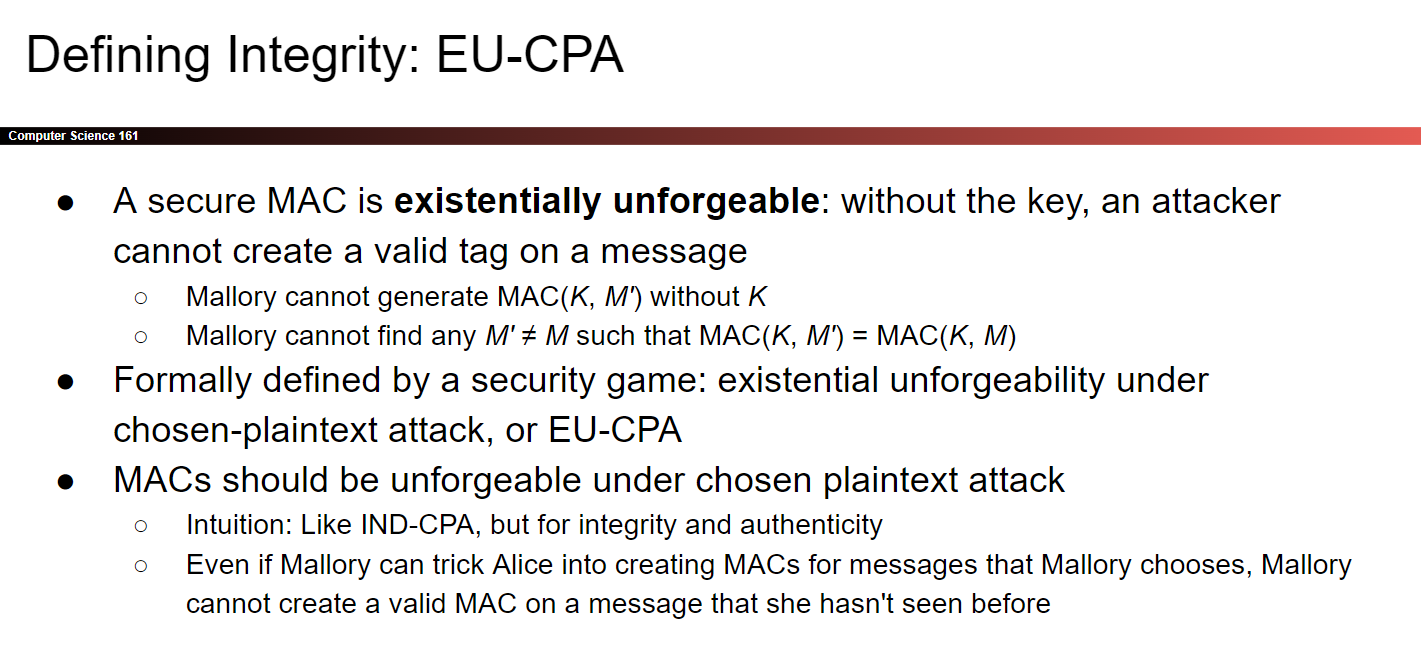 Defining Integrity: EU-CPA
Computer Science 161
● A secure MAC is existentially unforgeable: without the key, an attacker
cannot create a valid tag on a message
○ Mallory cannot generate MAC(K, M′) without K
○ Mallory cannot find any M′ ≠ M such that MAC(K, M′) = MAC(K, M)
● Formally defined by a security game: existential unforgeability under
chosen-plaintext attack, or EU-CPA
● MACs should be unforgeable under chosen plaintext attack
○ Intuition: Like IND-CPA, but for integrity and authenticity
○ Even if Mallory can trick Alice into creating MACs for messages that Mallory chooses, Mallory
cannot create a valid MAC on a message that she hasn't seen before